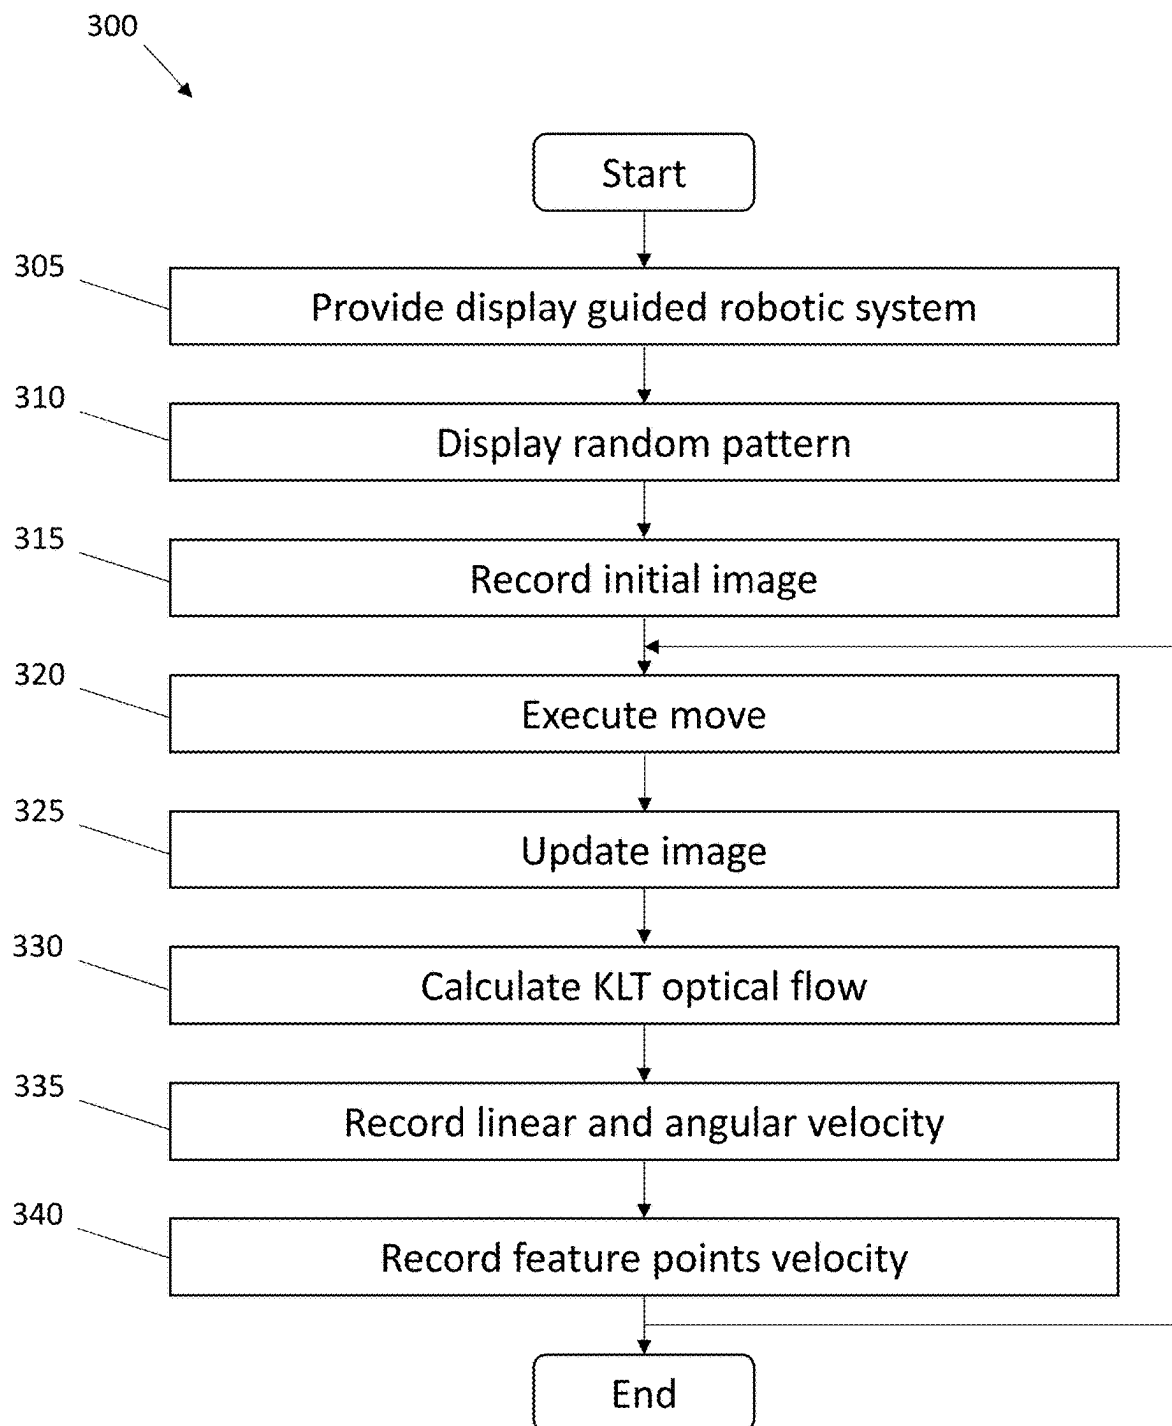 300
Start
305
Provide display guided robotic system
310
Display random pattern
315
Record initial image
320
Execute move
325
Update image
330
Calculate KLT optical flow
335
Record linear and angular velocity
340
Record feature points velocity
End